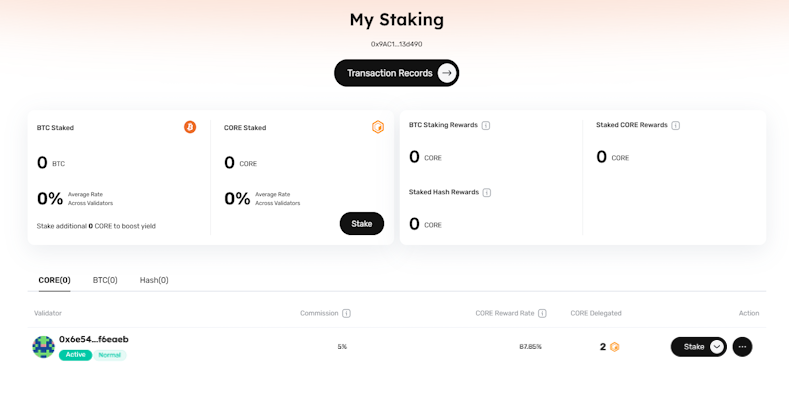 My Staking
0x9AC1...13d490
Transaction Records
BTC Staked
0 BTC
0% Average Rate
Across Validators
Stake additional 0 CORE to boost yield
CORE Staked
0 CORE
0% Average Rate
Across Validators
Stake
BTC Staking Rewards
0 CORE
Staked Hash Rewards
0 CORE
Staked CORE Rewards
0 CORE
CORE(0) BTC(0) Hash(0)
Validator Commission CORE Reward Rate CORE Delegated Action
0x6e54...f6eaeb
Active Normal
5% 67.85% 2 Stake